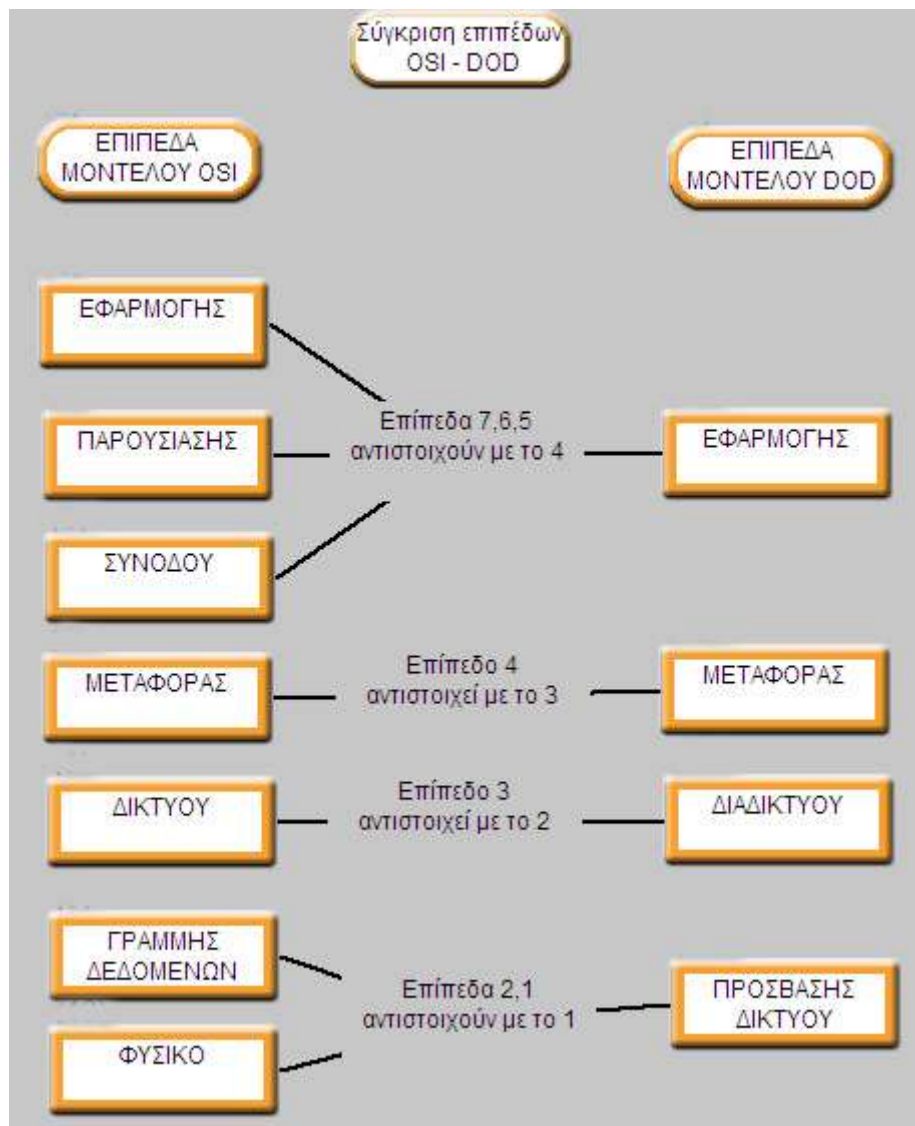 Σύγκριση επιπέδων
OSI - DOD
ΕΠΙΠΕΔΑ
ΜΟΝΤΕΛΟΥ OSI
ΕΠΙΠΕΔΑ
ΜΟΝΤΕΛΟΥ DOD
ΕΦΑΡΜΟΓΗΣ
ΠΑΡΟΥΣΙΑΣΗΣ
Επίπεδα 7,6,5
αντιστοιχούν με το 4
ΕΦΑΡΜΟΓΗΣ
ΣΥΝΟΔΟΥ
ΜΕΤΑΦΟΡΑΣ
Επίπεδο 4
αντιστοιχεί με το 3
ΜΕΤΑΦΟΡΑΣ
ΔΙΚΤΥΟΥ
Επίπεδο 3
αντιστοιχεί με το 2
ΔΙΑΔΙΚΤΥΟΥ
ΓΡΑΜΜΗΣ
ΔΕΔΟΜΕΝΩΝ
Επίπεδα 2,1
αντιστοιχούν με το 1
ΠΡΟΣΒΑΣΗΣ
ΔΙΚΤΥΟΥ
ΦΥΣΙΚΟ